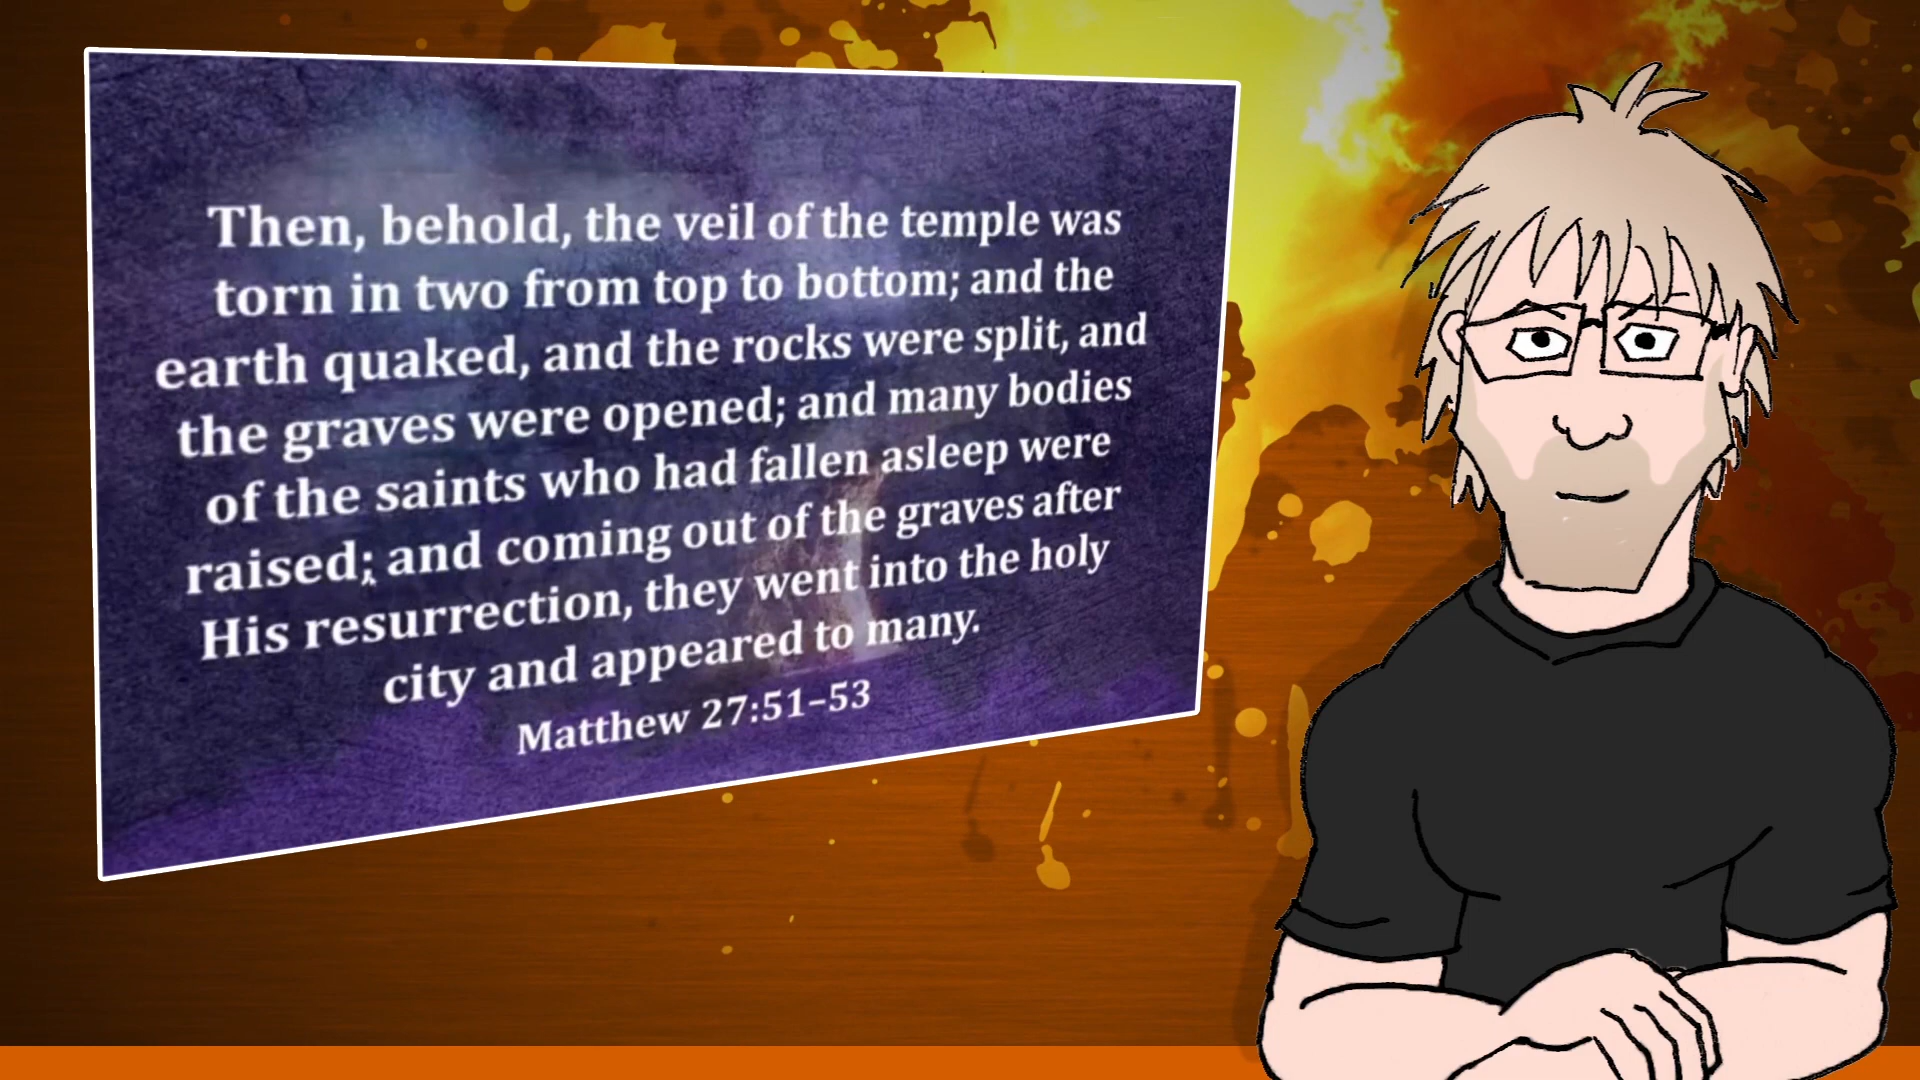 Then, behold, the veil of the temple was
torn in two from top to bottom; and the
earth quaked, and the rocks were split, and
the graves were opened; and many bodies
of the saints who had fallen asleep were
raised; and coming out of the graves after
His resurrection, they went into the holy
city and appeared to many.
Matthew 27:51–53